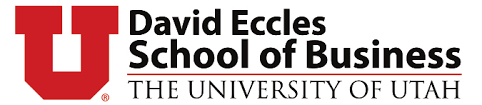 U
®
David Eccles
School of Business
THE UNIVERSITY OF UTAH